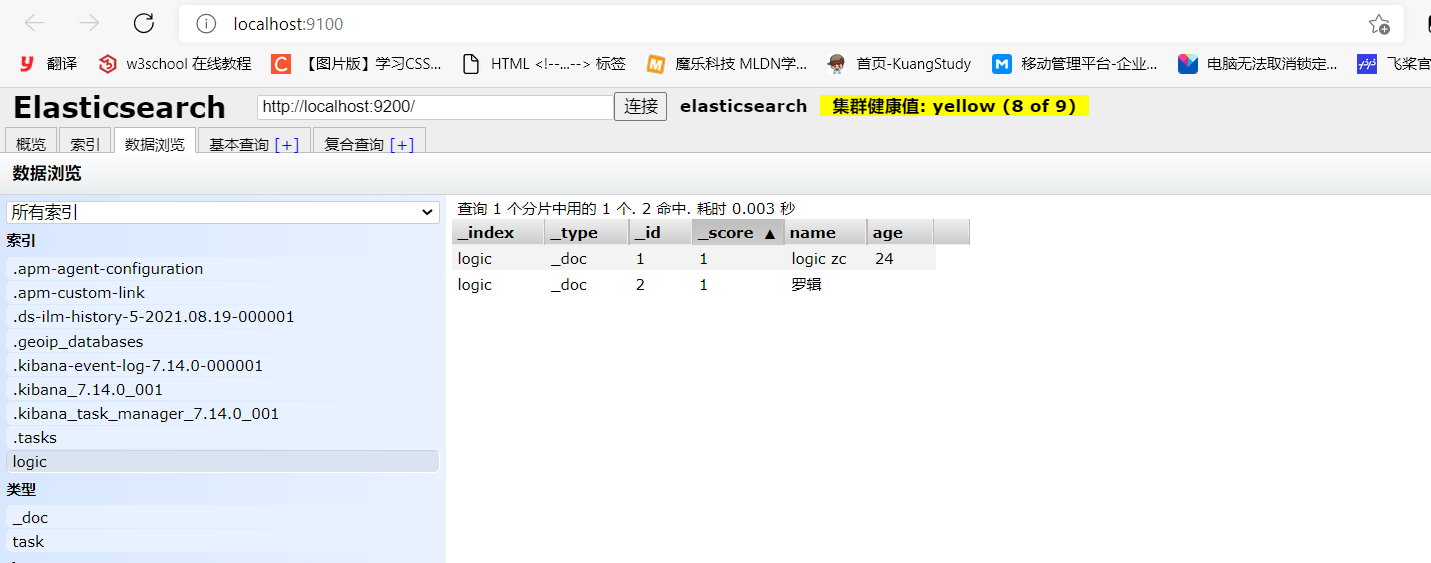 localhost:9100
翻译 w3school 在线教程 【图片版】学习CSS... HTML <!--...--> 标签 魔乐科技 MLDN学... 首页-KuangStudy 移动管理平台-企业... 电脑无法取消锁定... 飞桨官
Elasticsearch http://localhost:9200/ 连接 elasticsearch 集群健康值: yellow (8 of 9)
概览 索引 数据浏览 基本查询 [+] 复合查询 [+]
数据浏览
所有索引
索引
.apm-agent-configuration
.apm-custom-link
.ds-ilm-history-5-2021.08.19-000001
.geoip_databases
.kibana-event-log-7.14.0-000001
.kibana_7.14.0_001
.kibana_task_manager_7.14.0_001
.tasks
logic
类型
_doc
task
查询 1 个分片中用的 1 个. 2 命中. 耗时 0.003 秒
_index _type _id _score ▲ name age
logic _doc 1 1 logic zc 24
logic _doc 2 1 罗辑